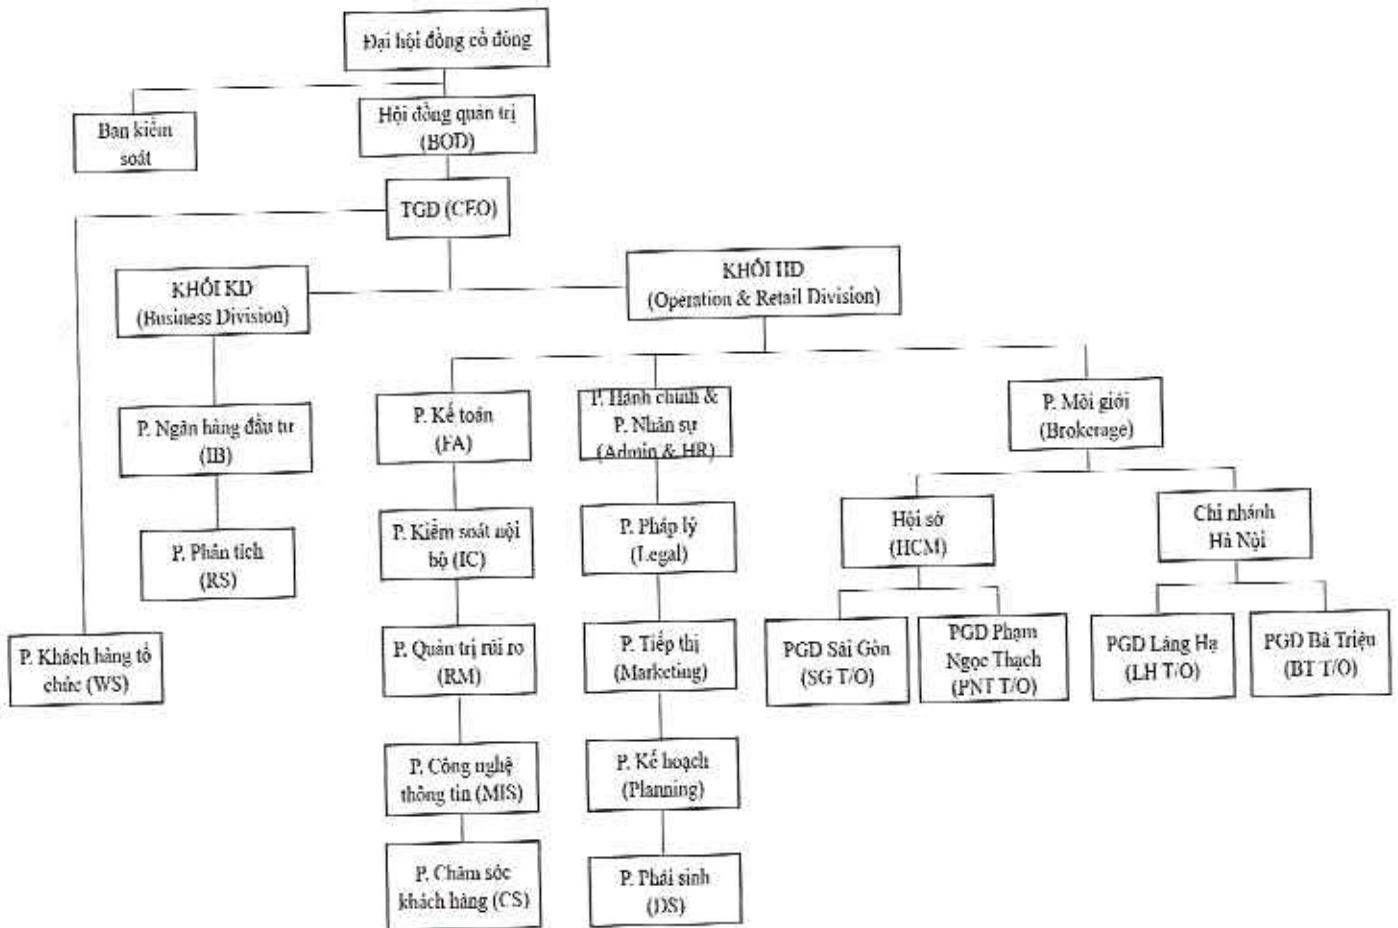 Đại hội đồng cổ đông
Ban kiểm
soát
Hội đồng quản trị
(BOD)
TGĐ (CEO)
KHỐI KD
(Business Division)
KHỐI HD
(Operation & Retail Division)
P. Ngân hàng đầu tư
(IB)
P. Phân tích
(RS)
P. Khách hàng tổ
chức (WS)
P. Kế toán
(FA)
P. Kiểm soát nội
bộ (IC)
P. Quản trị rủi ro
(RM)
P. Công nghệ
thông tin (MIS)
P. Chăm sóc
khách hàng (CS)
P. Hành chính &
P. Nhân sự
(Admin & HR)
P. Pháp lý
(Legal)
P. Tiếp thị
(Marketing)
P. Kế hoạch
(Planning)
P. Phái sinh
(DS)
P. Môi giới
(Brokerage)
Hội sở
(HCM)
Chi nhánh
Hà Nội
PGD Sài Gòn
(SG T/O)
PGD Phạm
Ngọc Thạch
(PNT T/O)
PGD Láng Hạ
(LH T/O)
PGD Bà Triệu
(BT T/O)